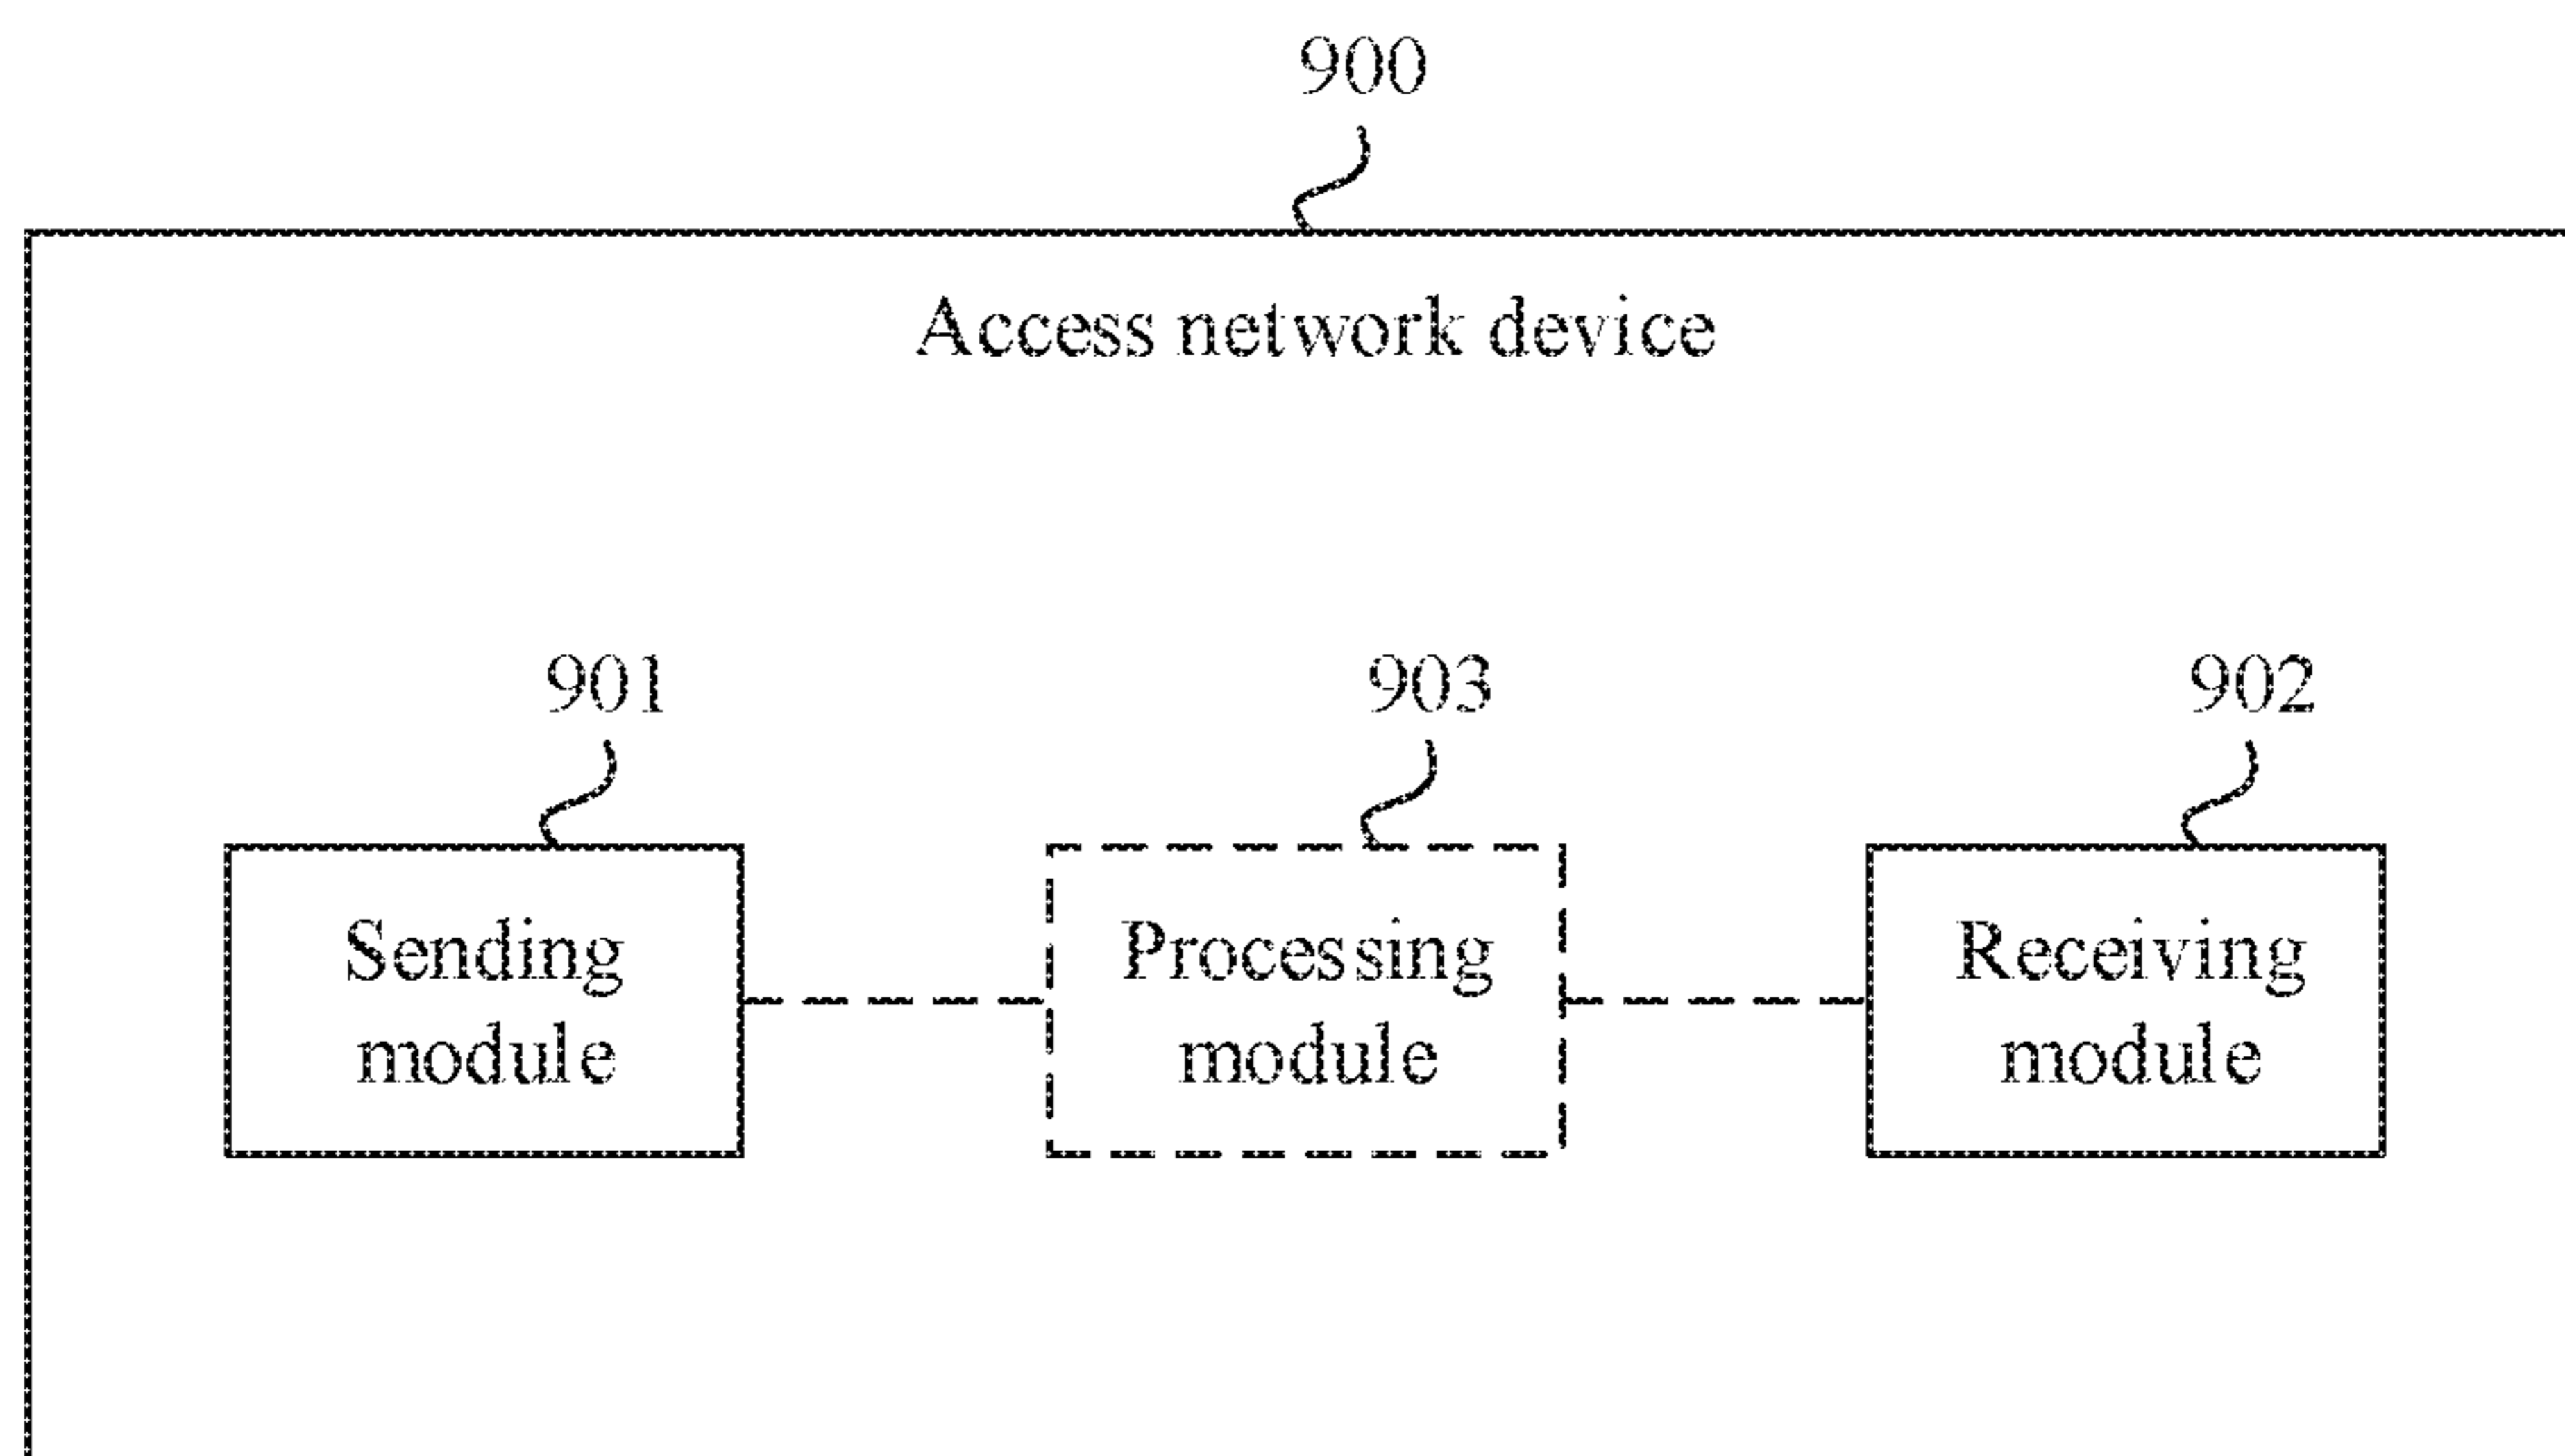 900
Access network device
901
903
902
Sending
module
Processing
module
Receiving
module